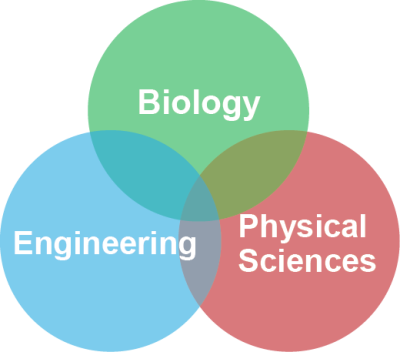 Biology
Engineering
Physical
Sciences